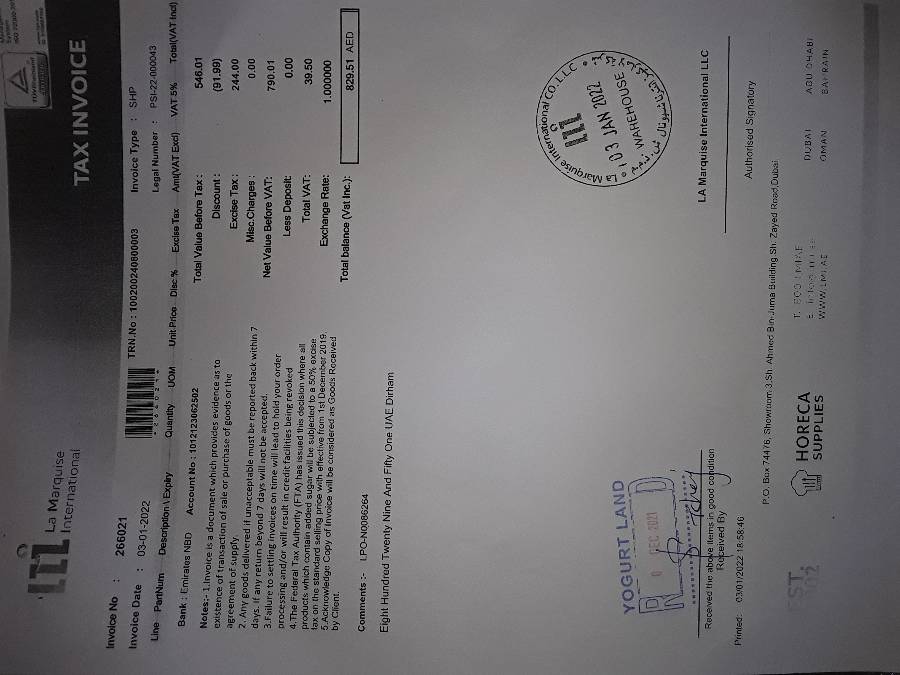 La Marquise
International
TAX INVOICE
Invoice No : 266021
Invoice Date : 03-01-2022
TRN.No : 100200240800003
Invoice Type : SHP
Legal Number : PSI-22-000043
Line PartNum Description \ Expiry Quantity UOM Unit Price Disc.% Excise Tax Amt(VAT Excl) VAT 5% Total(VAT Incl)
Bank : Emirates NBD Account No : 1012123062502
Notes:- 1.Invoice is a document which provides evidence as to
existence of transaction of sale or purchase of goods or the
agreement of supply.
2. Any goods delivered if unacceptable must be reported back within 7
days. If any return beyond 7 days will not be accepted.
3.Failure to settling invoices on time will lead to hold your order
processing and/or will result in credit facilities being revoked
4.The Federal Tax Authority (FTA) has issued this decision where all
products which contain added sugar will be subjected to a 50% excise
tax on the standard selling price with effective from 1st December 2019.
5.Acknowledge Copy of Invoice will be considered as Goods Received
by Client.
Total Value Before Tax : 546.01
Discount : (91.99)
Excise Tax : 244.00
Misc.Charges : 0.00
Net Value Before VAT: 790.01
Less Deposit: 0.00
Total VAT: 39.50
Exchange Rate: 1.000000
Total balance (Vat Inc.): 829.51 AED
Comments :- LPO-N0086264
Eight Hundred Twenty Nine And Fifty One UAE Dirham
La Marquise International CO. L.L.C
03 JAN 2022
WAREHOUSE
YOGURT LAND
DEC 2021
Received the above items in good condition
Received By
LA Marquise International LLC
Authorised Signatory
Printed: 03/01/2022 18:58:46
P.O. Box 74476, Showroom 3,Sh. Ahmed Bin Juma Building,Sh. Zayed Road,Dubai
HORECA
SUPPLIES
WWW.LMI.AE
DUBAI ABU DHABI
OMAN BAHRAIN